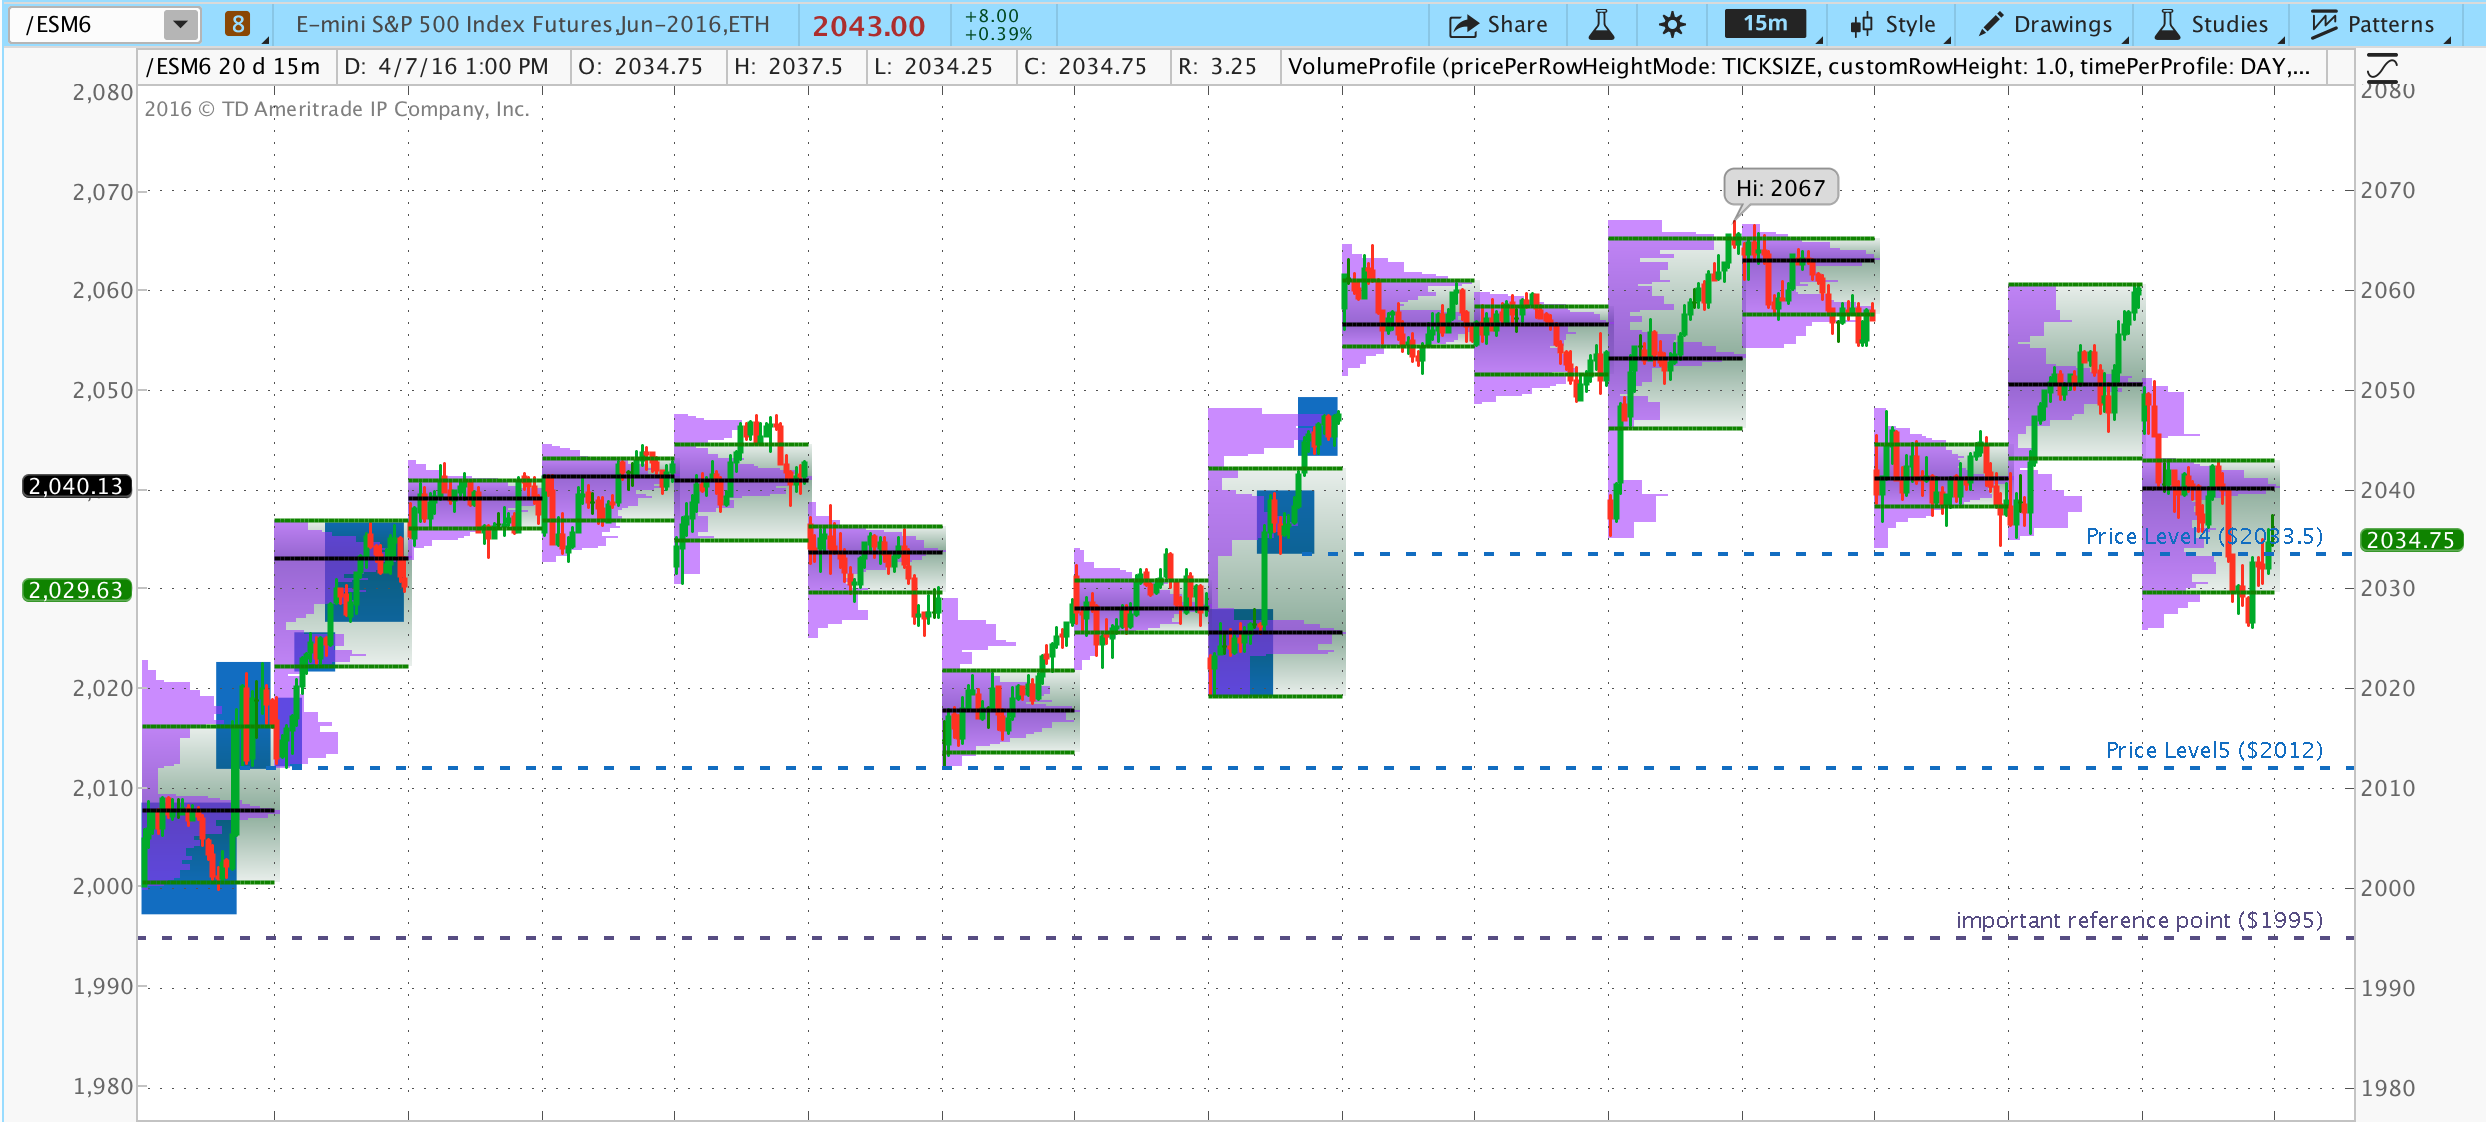 /ESM6 8 E-mini S&P 500 Index Futures,Jun-2016,ETH 2043.00 +8.00 Share 15m Style Drawings Studies Patterns
+0.39%
/ESM6 20 d 15m D: 4/7/16 1:00 PM O: 2034.75 H: 2037.5 L: 2034.25 C: 2034.75 R: 3.25 VolumeProfile (pricePerRowHeightMode: TICKSIZE, customRowHeight: 1.0, timePerProfile: DAY,...
2,080 2080
2016 © TD Ameritrade IP Company, Inc.
Hi: 2067
2,070 2070
2,060 2060
2,050 2050
2,040.13 2040
Price Level4 ($2033.5) 2034.75
2,029.63 2030
2,020 2020
Price Level5 ($2012)
2,010 2010
2,000 2000
important reference point ($1995)
1,990 1990
1,980 1980